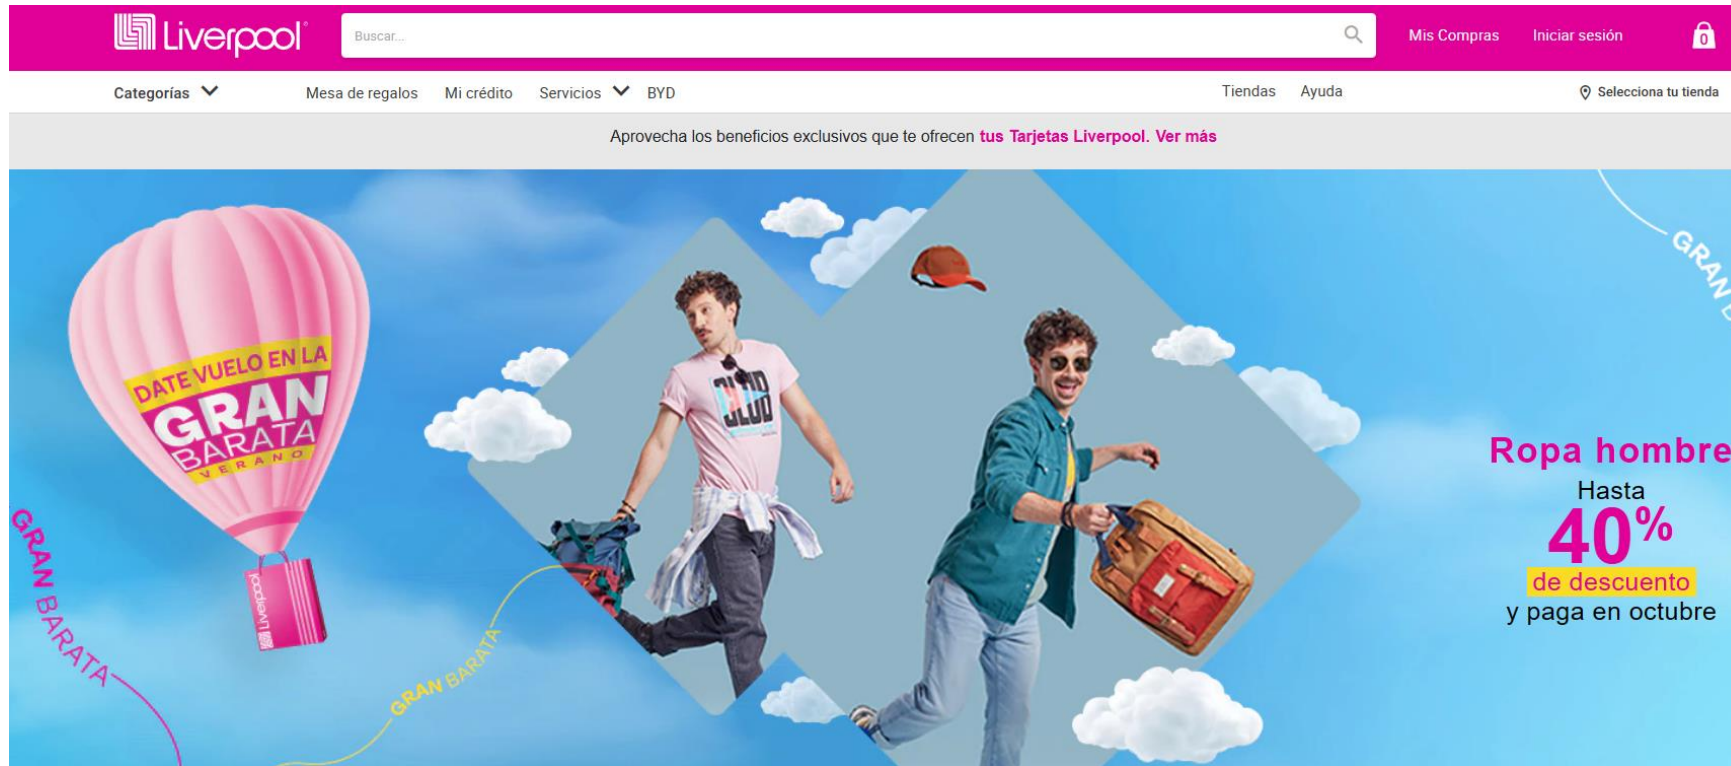 Liverpool
Buscar...
Mis Compras
Iniciar sesión
0
Categorías
Mesa de regalos
Mi crédito
Servicios
BYD
Tiendas
Ayuda
Selecciona tu tienda
Aprovecha los beneficios exclusivos que te ofrecen tus Tarjetas Liverpool. Ver más
DATE VUELO EN LA
GRAN
BARATA
VERANO
Liverpool
GRAN BARATA
GRAN BARATA
CLUB
GRAN B
Ropa hombre
Hasta
40%
de descuento
y paga en octubre